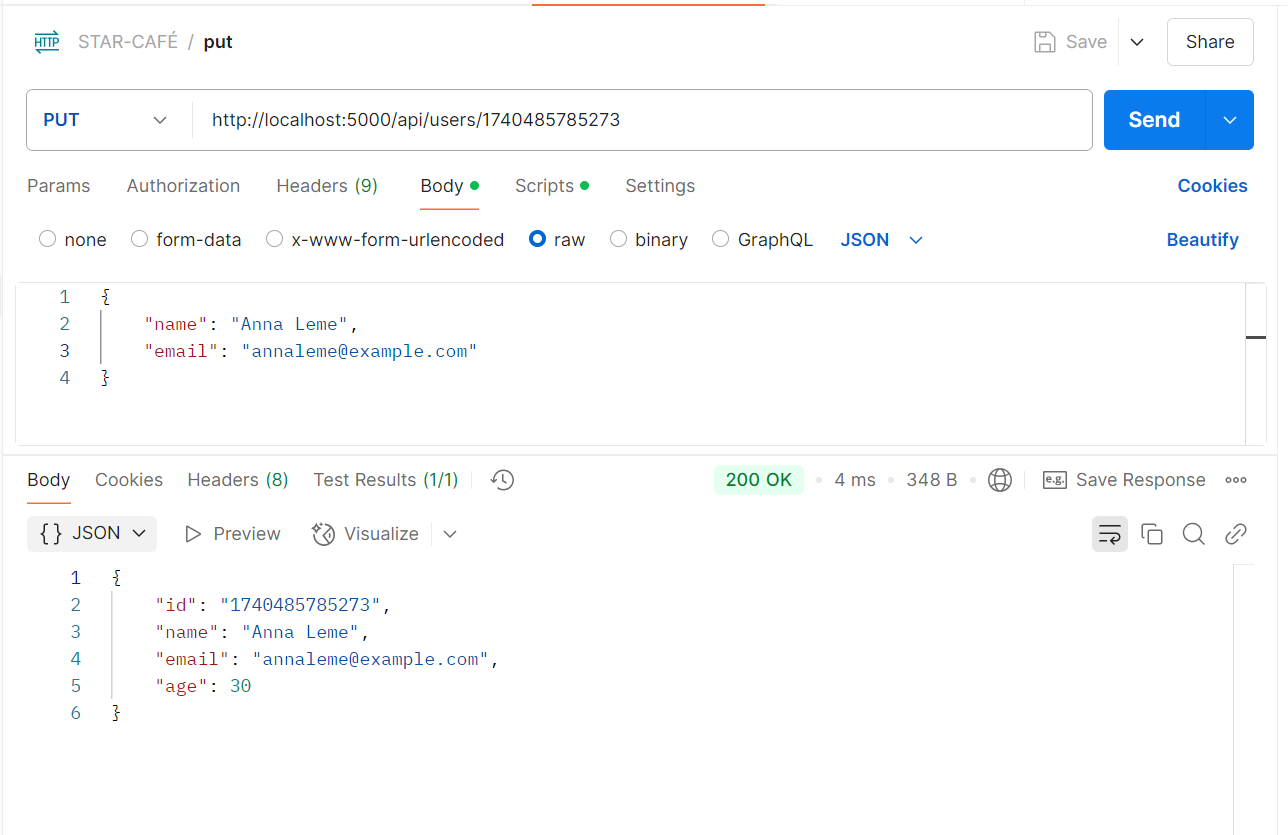 HTTP STAR-CAFÉ / put Save Share
PUT http://localhost:5000/api/users/1740485785273 Send
Params Authorization Headers (9) Body Scripts Settings Cookies
none form-data x-www-form-urlencoded raw binary GraphQL JSON Beautify
1 {
2 "name": "Anna Leme",
3 "email": "annaleme@example.com"
4 }
Body Cookies Headers (8) Test Results (1/1) 200 OK • 4 ms • 348 B • e.g. Save Response
{} JSON Preview Visualize
1 {
2 "id": "1740485785273",
3 "name": "Anna Leme",
4 "email": "annaleme@example.com",
5 "age": 30
6 }